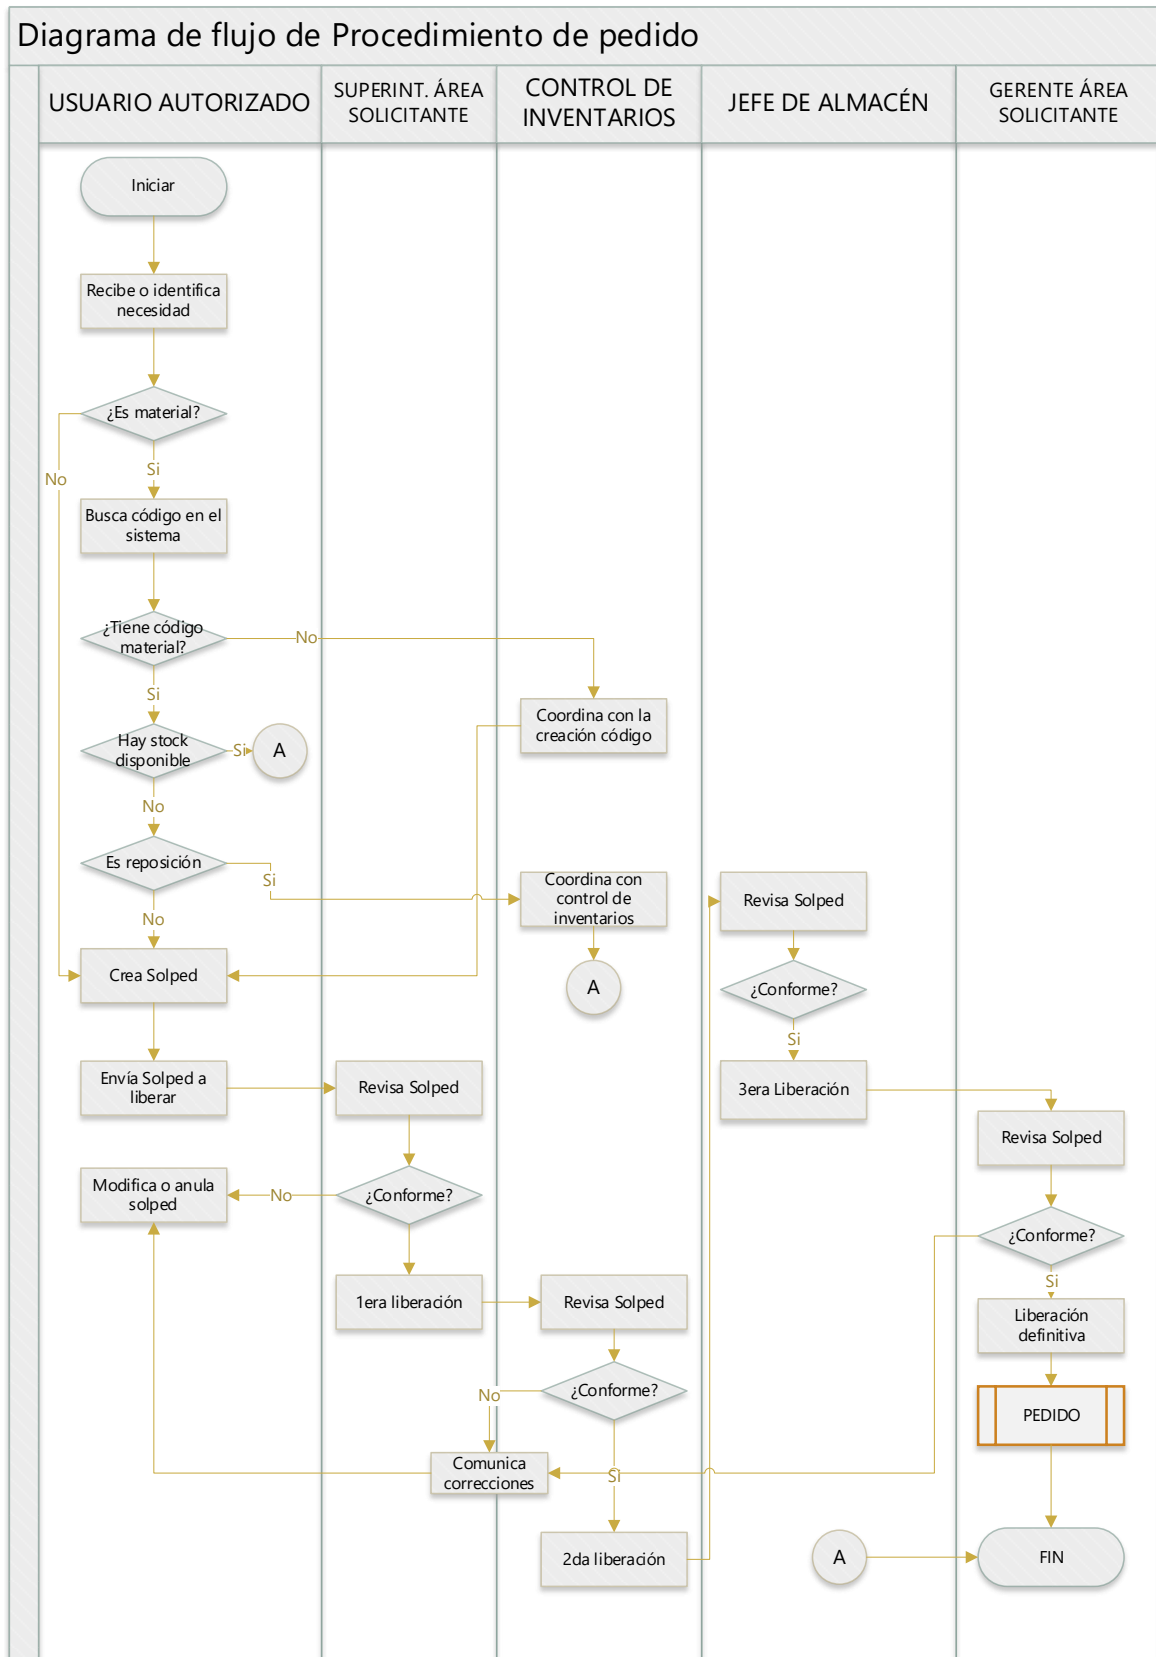 Diagrama de flujo de Procedimiento de pedido
USUARIO AUTORIZADO
SUPERINT. ÁREA
SOLICITANTE
CONTROL DE
INVENTARIOS
JEFE DE ALMACÉN
GERENTE ÁREA
SOLICITANTE
Iniciar
Recibe o identifica
necesidad
¿Es material?
No
Si
Busca código en el
sistema
¿Tiene código
material?
No
Si
Coordina con la
creación código
Hay stock
disponible
Si
A
No
Es reposición
Si
No
Coordina con
control de
inventarios
A
Revisa Solped
¿Conforme?
Si
3era Liberación
Crea Solped
Envía Solped a
liberar
Revisa Solped
¿Conforme?
No
Modifica o anula
solped
1era liberación
Revisa Solped
¿Conforme?
No
Si
Comunica
correcciones
2da liberación
Revisa Solped
¿Conforme?
Si
Liberación
definitiva
PEDIDO
A
FIN